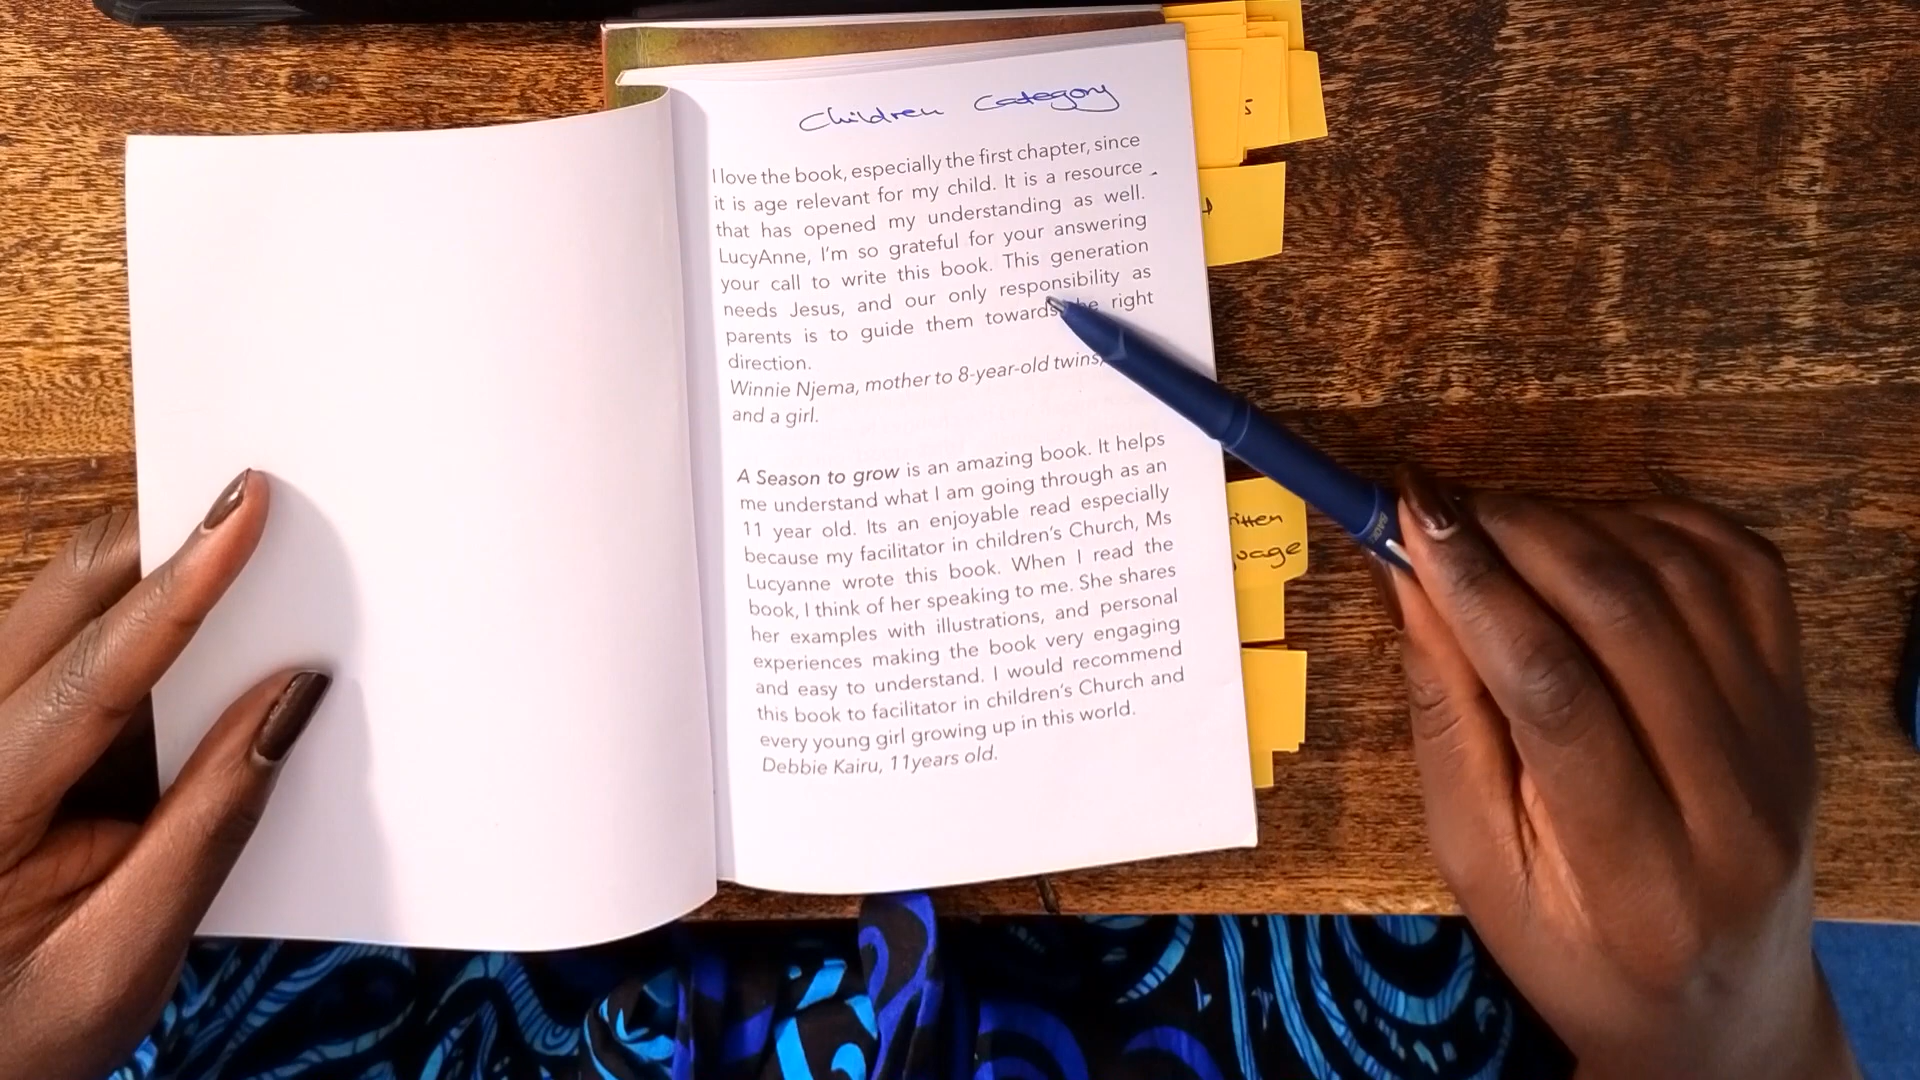 Children Category
I love the book, especially the first chapter, since
it is age relevant for my child. It is a resource
that has opened my understanding as well.
LucyAnne, I'm so grateful for your answering
your call to write this book. This generation
needs Jesus, and our only responsibility as
parents is to guide them towards the right
direction.
Winnie Njema, mother to 8-year-old twins,
and a girl.
A Season to grow is an amazing book. It helps
me understand what I am going through as an
11 year old. Its an enjoyable read especially
because my facilitator in children's Church, Ms
Lucyanne wrote this book. When I read the
book, I think of her speaking to me. She shares
her examples with illustrations, and personal
experiences making the book very engaging
and easy to understand. I would recommend
this book to facilitator in children's Church and
every young girl growing up in this world.
Debbie Kairu, 11years old.
5